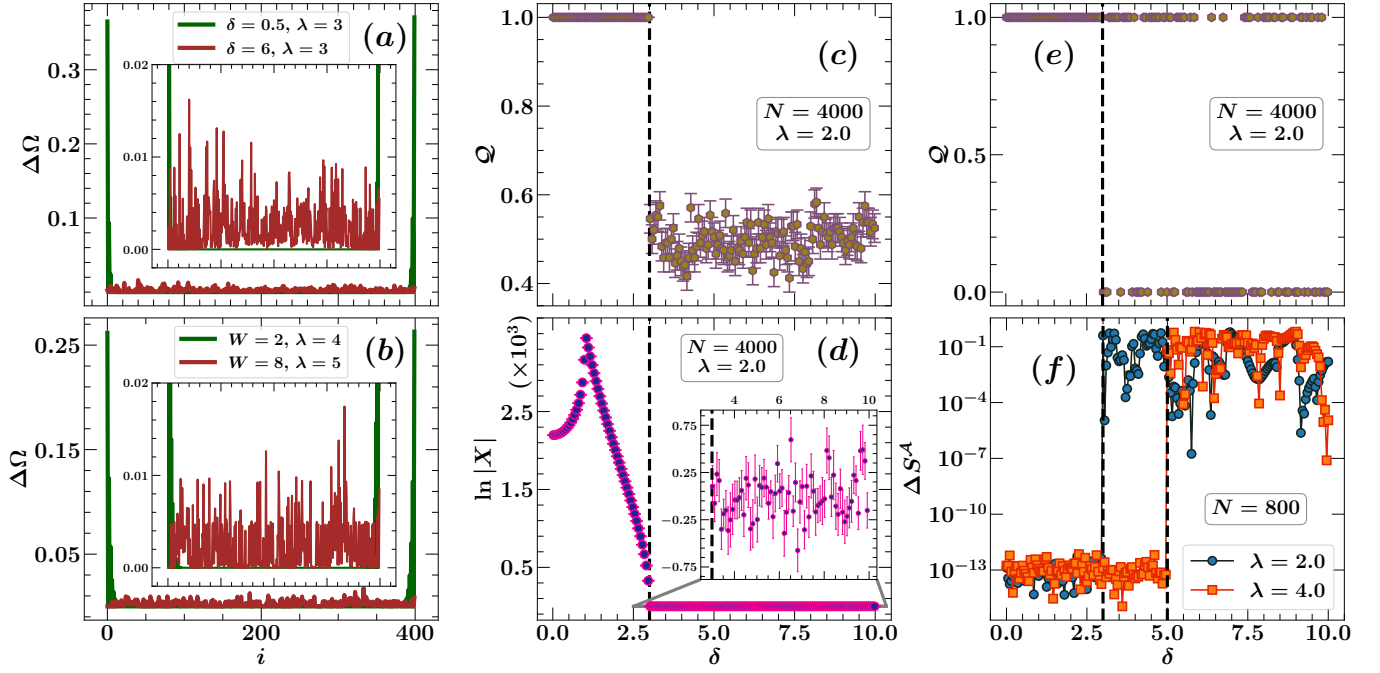 δ = 0.5, λ = 3
δ = 6, λ = 3
(a)
ΔΩ
0.3
0.2
0.1
0.02
0.01
0.00
W = 2, λ = 4
W = 8, λ = 5
(b)
ΔΩ
0.25
0.15
0.05
0.02
0.01
0.00
0
200
400
i
(c)
N = 4000
λ = 2.0
𝒬
1.0
0.8
0.6
0.4
(d)
N = 4000
λ = 2.0
ln |X| (×10³)
2.5
1.5
0.5
4
6
8
10
0.75
0.25
−0.25
−0.75
0.0
2.5
5.0
7.5
10.0
δ
(e)
N = 4000
λ = 2.0
𝒬
1.0
0.5
0.0
(f)
N = 800
λ = 2.0
λ = 4.0
ΔS^𝒜
10⁻¹
10⁻⁴
10⁻⁷
10⁻¹⁰
10⁻¹³
0.0
2.5
5.0
7.5
10.0
δ